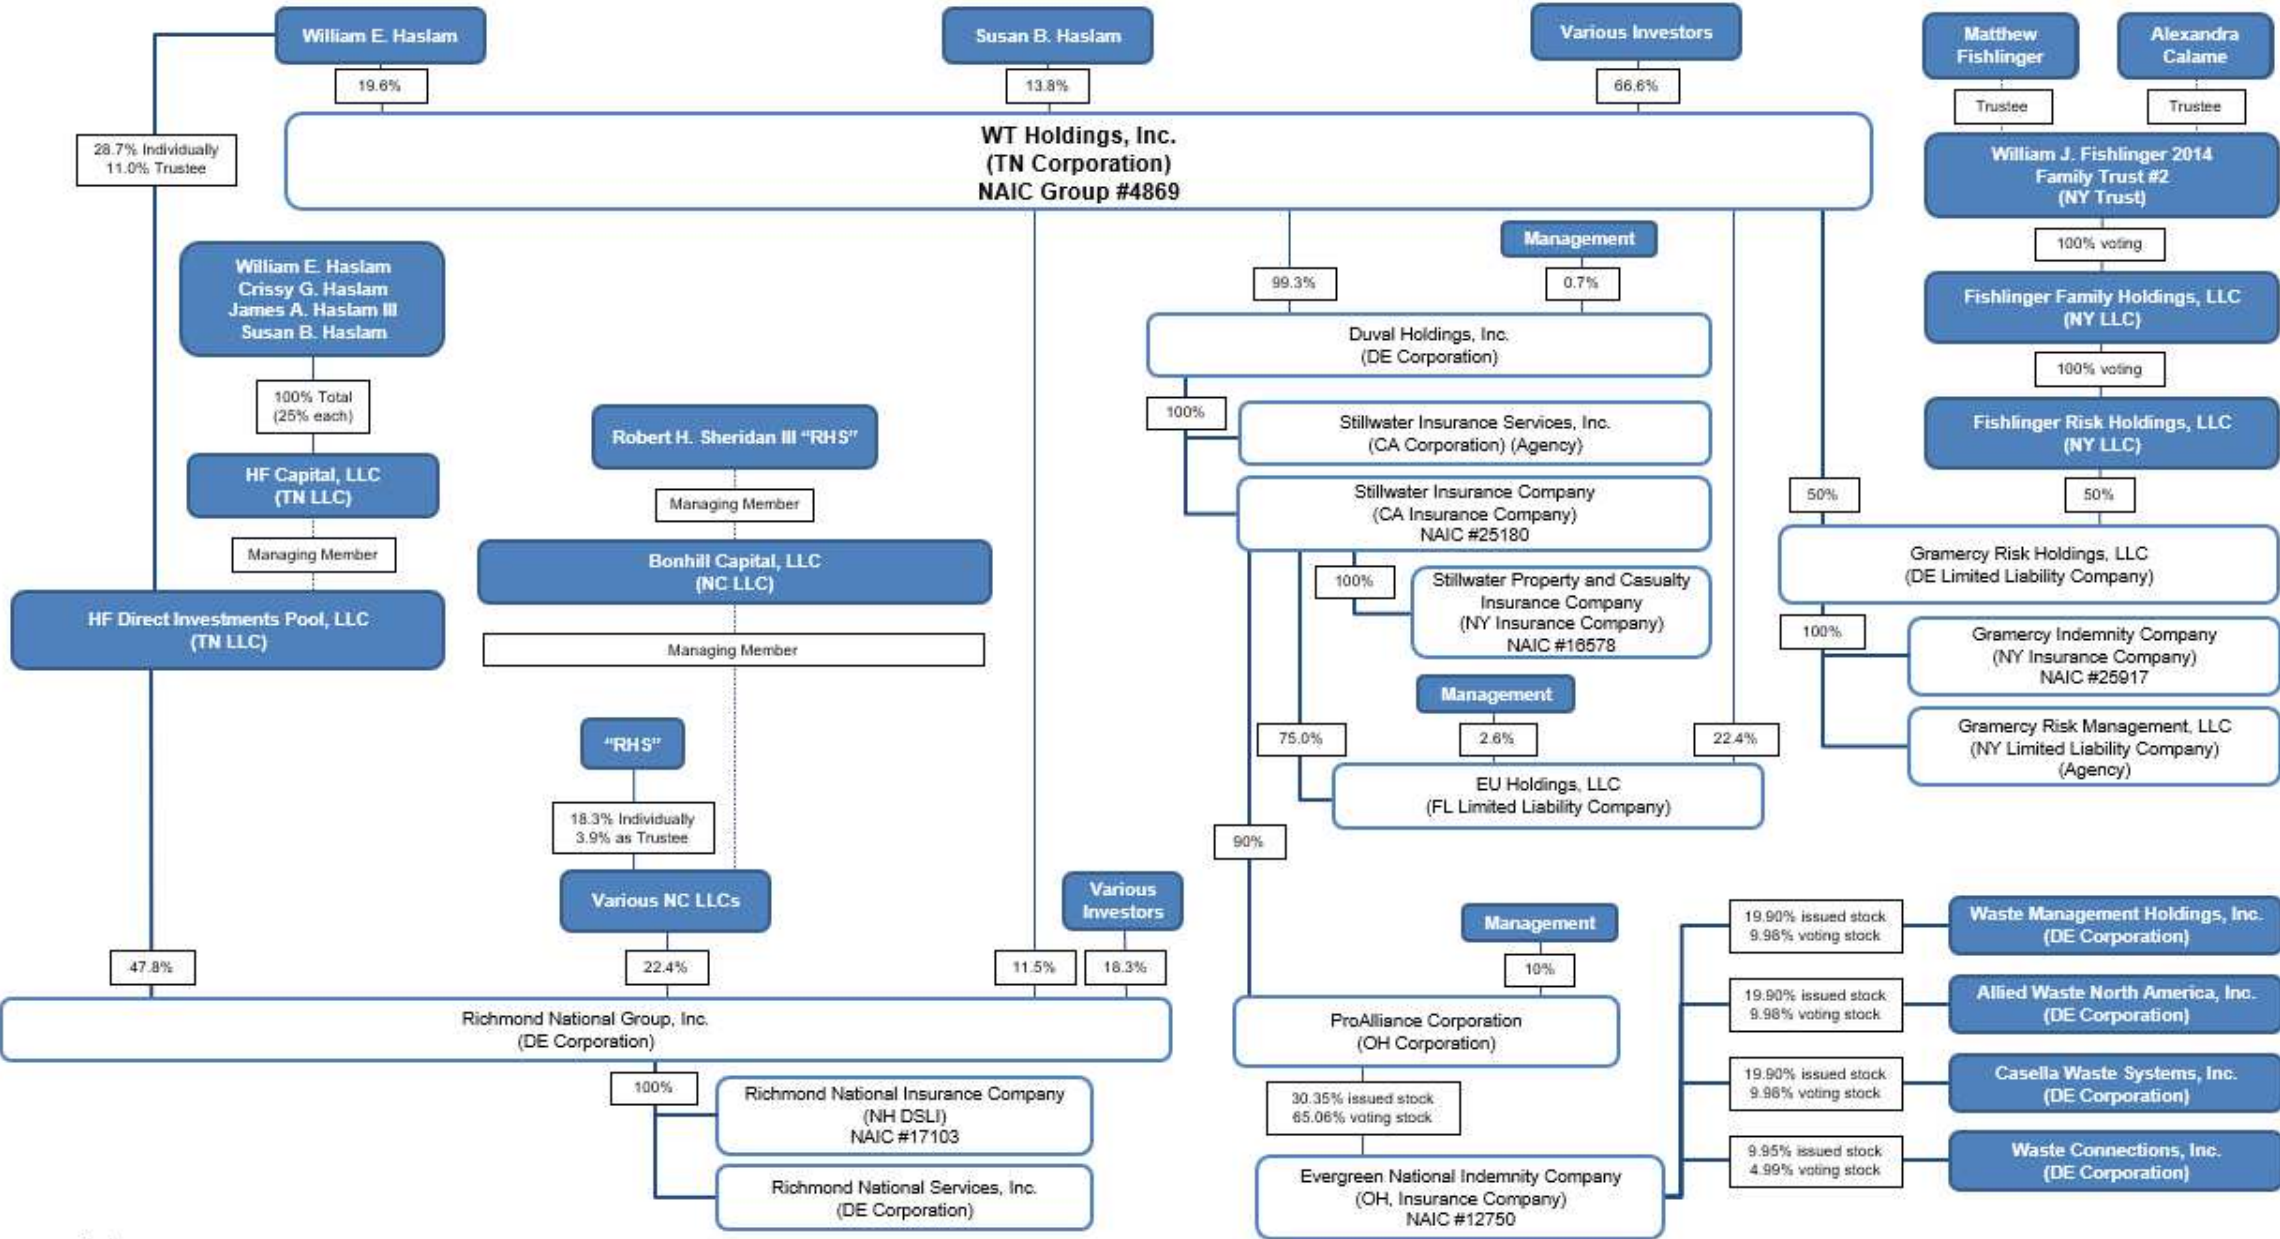 William E. Haslam
Susan B. Haslam
Various Investors
Matthew
Fishlinger
Alexandra
Calame
19.6%
13.8%
66.6%
Trustee
Trustee
28.7% Individually
11.0% Trustee
WT Holdings, Inc.
(TN Corporation)
NAIC Group #4869
William J. Fishlinger 2014
Family Trust #2
(NY Trust)
100% voting
Fishlinger Family Holdings, LLC
(NY LLC)
100% voting
Fishlinger Risk Holdings, LLC
(NY LLC)
50%
50%
Gramercy Risk Holdings, LLC
(DE Limited Liability Company)
100%
Gramercy Indemnity Company
(NY Insurance Company)
NAIC #25917
Gramercy Risk Management, LLC
(NY Limited Liability Company)
(Agency)
William E. Haslam
Crissy G. Haslam
James A. Haslam III
Susan B. Haslam
100% Total
(25% each)
HF Capital, LLC
(TN LLC)
Managing Member
HF Direct Investments Pool, LLC
(TN LLC)
Robert H. Sheridan III “RHS”
Managing Member
Bonhill Capital, LLC
(NC LLC)
Managing Member
“RHS”
18.3% Individually
3.9% as Trustee
Various NC LLCs
Various
Investors
47.8%
22.4%
11.5%
18.3%
Richmond National Group, Inc.
(DE Corporation)
100%
Richmond National Insurance Company
(NH DSLI)
NAIC #17103
Richmond National Services, Inc.
(DE Corporation)
Management
99.3%
0.7%
Duval Holdings, Inc.
(DE Corporation)
100%
Stillwater Insurance Services, Inc.
(CA Corporation) (Agency)
Stillwater Insurance Company
(CA Insurance Company)
NAIC #25180
100%
Stillwater Property and Casualty
Insurance Company
(NY Insurance Company)
NAIC #16578
Management
75.0%
2.6%
22.4%
EU Holdings, LLC
(FL Limited Liability Company)
90%
Management
10%
ProAlliance Corporation
(OH Corporation)
30.35% issued stock
65.06% voting stock
Evergreen National Indemnity Company
(OH, Insurance Company)
NAIC #12750
19.90% issued stock
9.98% voting stock
Waste Management Holdings, Inc.
(DE Corporation)
19.90% issued stock
9.98% voting stock
Allied Waste North America, Inc.
(DE Corporation)
19.90% issued stock
9.98% voting stock
Casella Waste Systems, Inc.
(DE Corporation)
9.95% issued stock
4.99% voting stock
Waste Connections, Inc.
(DE Corporation)